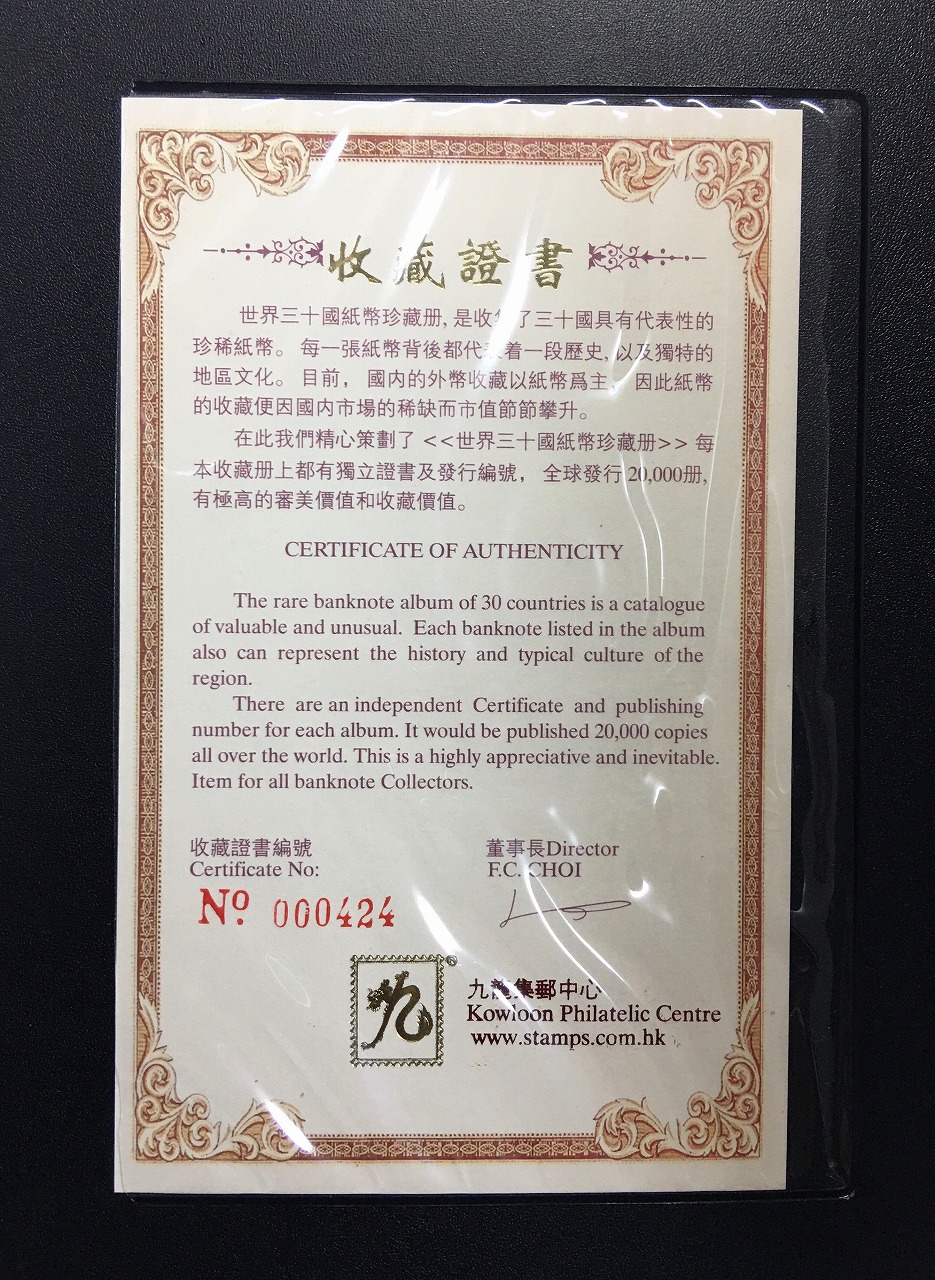 收藏證書
世界三十國紙幣珍藏册, 是收集了三十國具有代表性的
珍稀紙幣。 每一張紙幣背後都代表着一段歷史, 以及獨特的
地區文化。 目前, 國内的外幣收藏以紙幣爲主, 因此紙幣
的收藏便因國内市場的稀缺而市值節節攀升。
在此我們精心策劃了 <<世界三十國紙幣珍藏册>> 每
本收藏册上都有獨立證書及發行編號, 全球發行 20,000册,
有極高的審美價值和收藏價值。
CERTIFICATE OF AUTHENTICITY
The rare banknote album of 30 countries is a catalogue
of valuable and unusual. Each banknote listed in the album
also can represent the history and typical culture of the
region.
There are an independent Certificate and publishing
number for each album. It would be published 20,000 copies
all over the world. This is a highly appreciative and inevitable.
Item for all banknote Collectors.
收藏證書編號
Certificate No:
Nº 000424
董事長Director
F.C. CHOI
九®
九龍集郵中心
Kowloon Philatelic Centre
www.stamps.com.hk